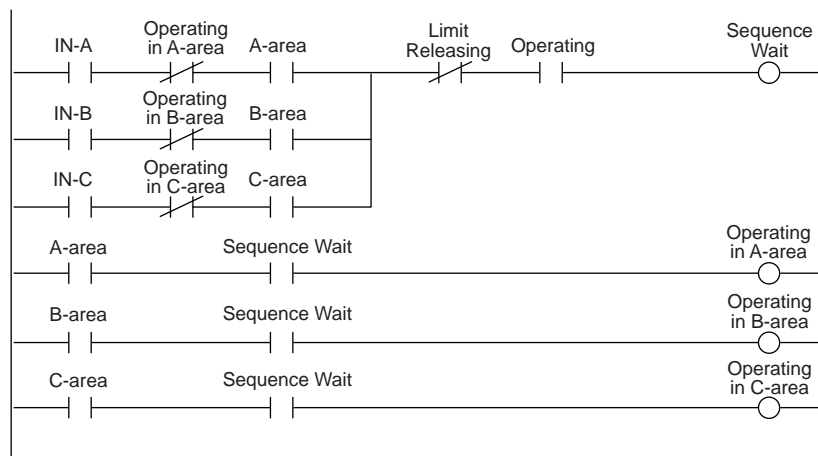 IN-A
Operating
in A-area
A-area
Limit
Releasing
Operating
Sequence
Wait
IN-B
Operating
in B-area
B-area
IN-C
Operating
in C-area
C-area
A-area
Sequence Wait
Operating
in A-area
B-area
Sequence Wait
Operating
in B-area
C-area
Sequence Wait
Operating
in C-area